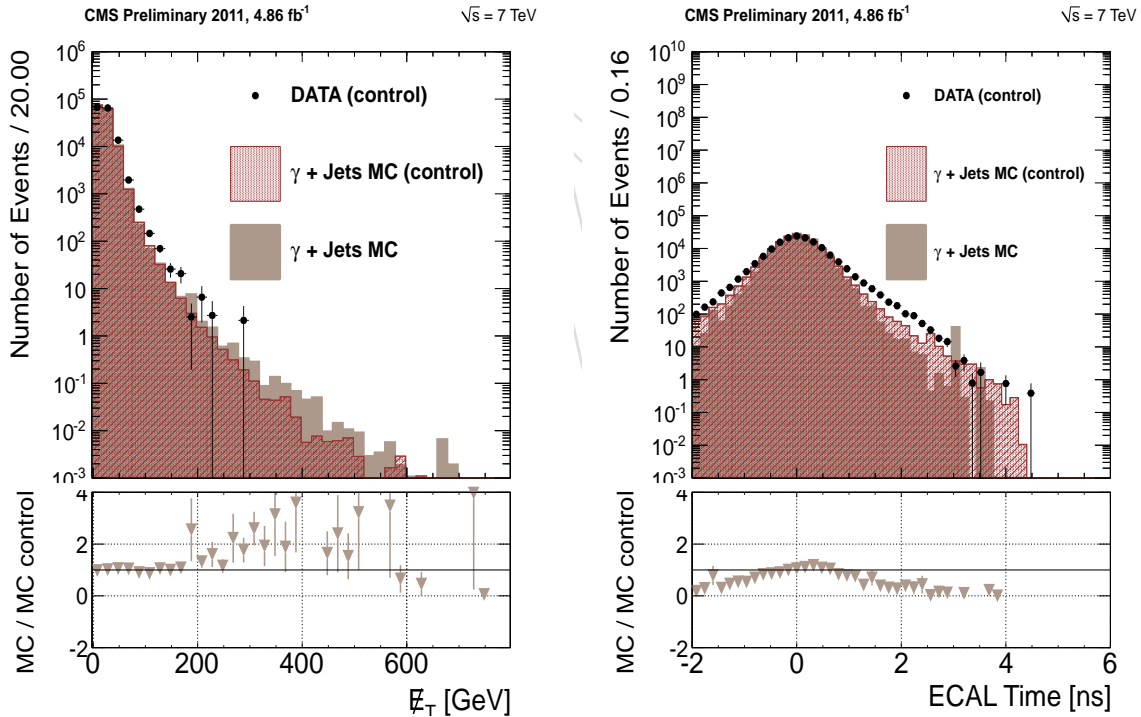 CMS Preliminary 2011, 4.86 fb⁻¹ √s = 7 TeV
Number of Events / 20.00
10⁶
10⁵
10⁴
10³
10²
10
1
10⁻¹
10⁻²
10⁻³
DATA (control)
γ + Jets MC (control)
γ + Jets MC
MC / MC control
4
2
0
-2
0 200 400 600
E̸_T [GeV]
CMS Preliminary 2011, 4.86 fb⁻¹ √s = 7 TeV
Number of Events / 0.16
10¹⁰
10⁹
10⁸
10⁷
10⁶
10⁵
10⁴
10³
10²
10
1
10⁻¹
10⁻²
10⁻³
DATA (control)
γ + Jets MC (control)
γ + Jets MC
MC / MC control
4
2
0
-2
-2 0 2 4 6
ECAL Time [ns]